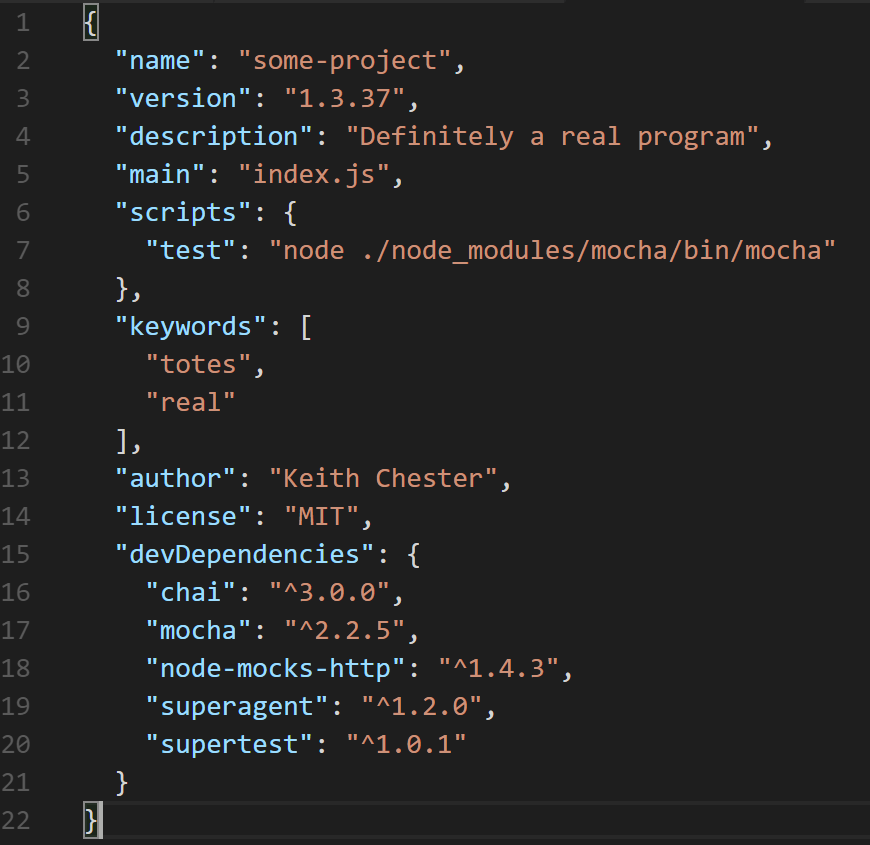 1 {
2 "name": "some-project",
3 "version": "1.3.37",
4 "description": "Definitely a real program",
5 "main": "index.js",
6 "scripts": {
7 "test": "node ./node_modules/mocha/bin/mocha"
8 },
9 "keywords": [
10 "totes",
11 "real"
12 ],
13 "author": "Keith Chester",
14 "license": "MIT",
15 "devDependencies": {
16 "chai": "^3.0.0",
17 "mocha": "^2.2.5",
18 "node-mocks-http": "^1.4.3",
19 "superagent": "^1.2.0",
20 "supertest": "^1.0.1"
21 }
22 }